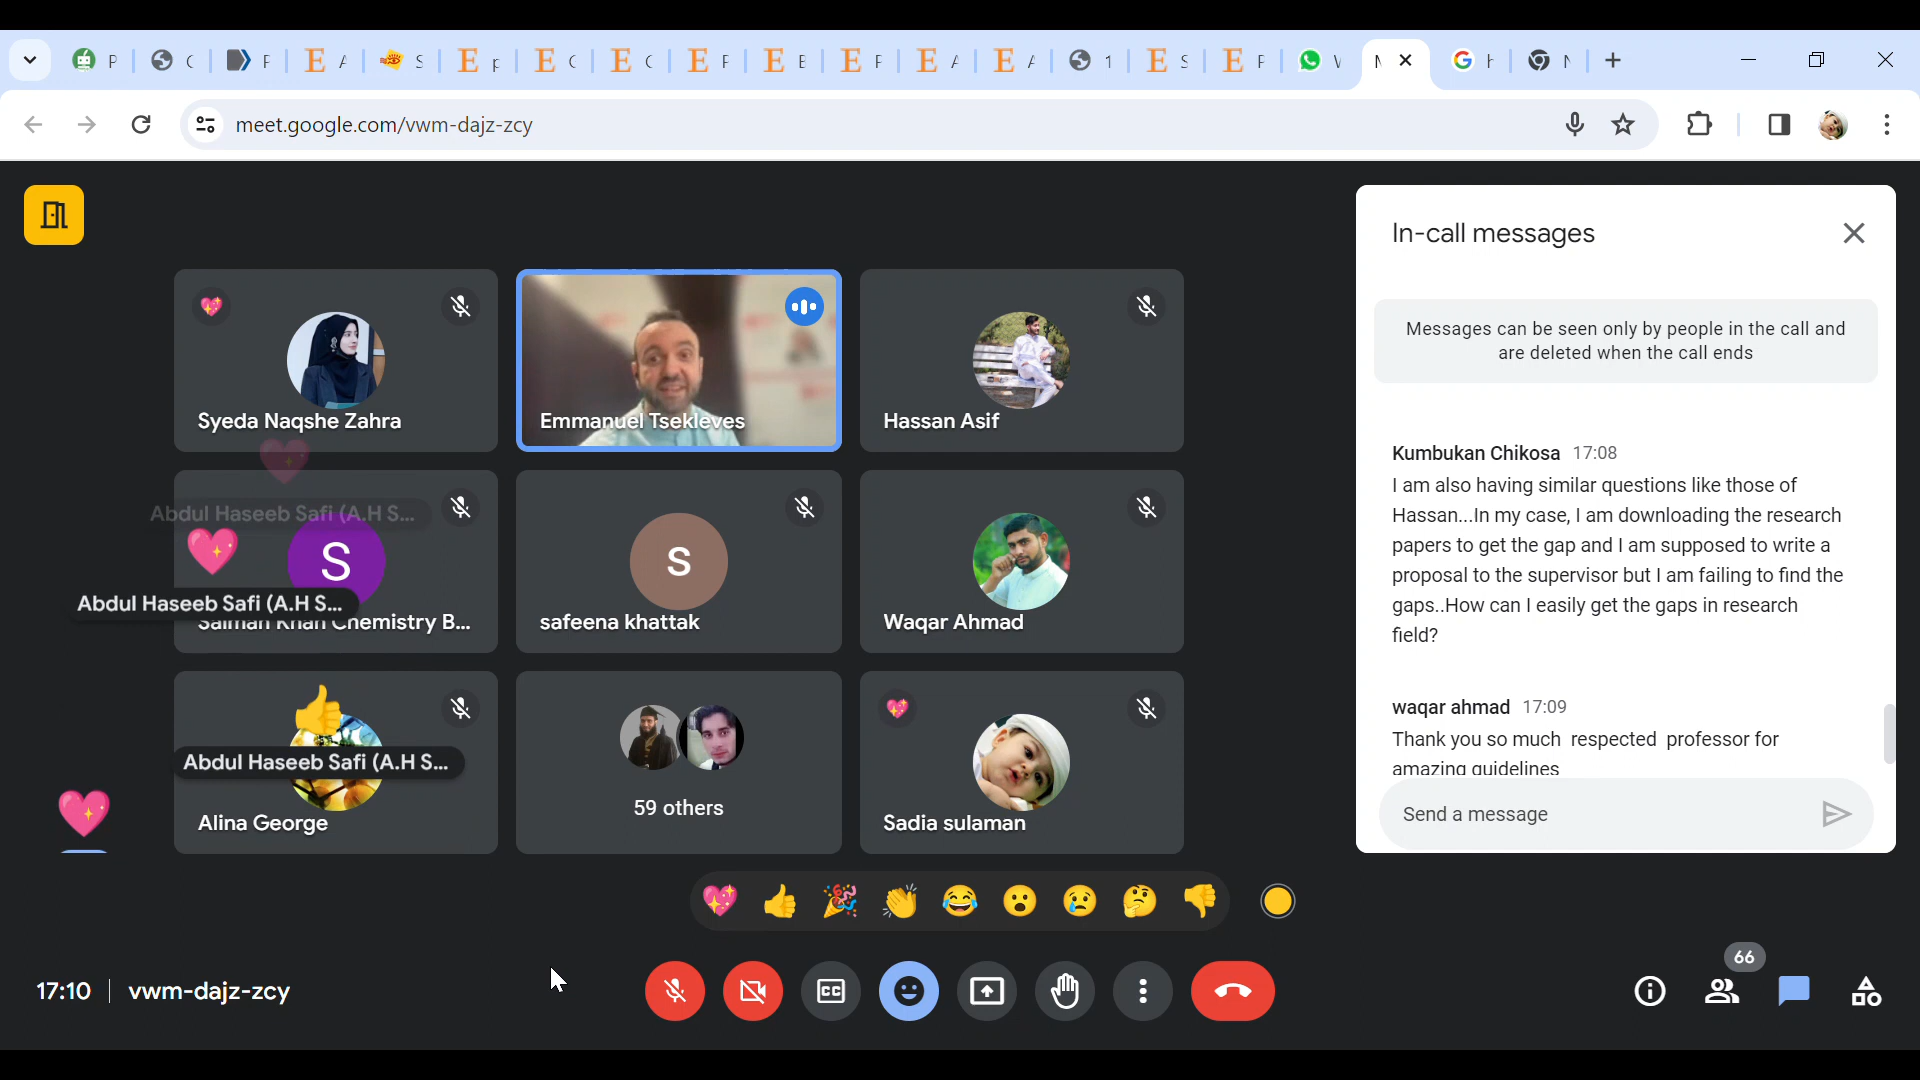 P
C
F
E A
S
E p
E C
E C
E F
E E
E F
E A
E A
1
E S
E F
G
N
meet.google.com/vwm-dajz-zcy
In-call messages
Messages can be seen only by people in the call and
are deleted when the call ends
Syeda Naqshe Zahra
Emmanuel Tsekleves
Hassan Asif
Abdul Haseeb Safi (A.H S...
S
Abdul Haseeb Safi (A.H S...
Salman Khan Chemistry B...
S
safeena khattak
Waqar Ahmad
Abdul Haseeb Safi (A.H S...
Alina George
59 others
Sadia sulaman
Kumbukan Chikosa 17:08
I am also having similar questions like those of
Hassan...In my case, I am downloading the research
papers to get the gap and I am supposed to write a
proposal to the supervisor but I am failing to find the
gaps..How can I easily get the gaps in research
field?
waqar ahmad 17:09
Thank you so much respected professor for
amazing guidelines
Send a message
17:10 | vwm-dajz-zcy
CC
66